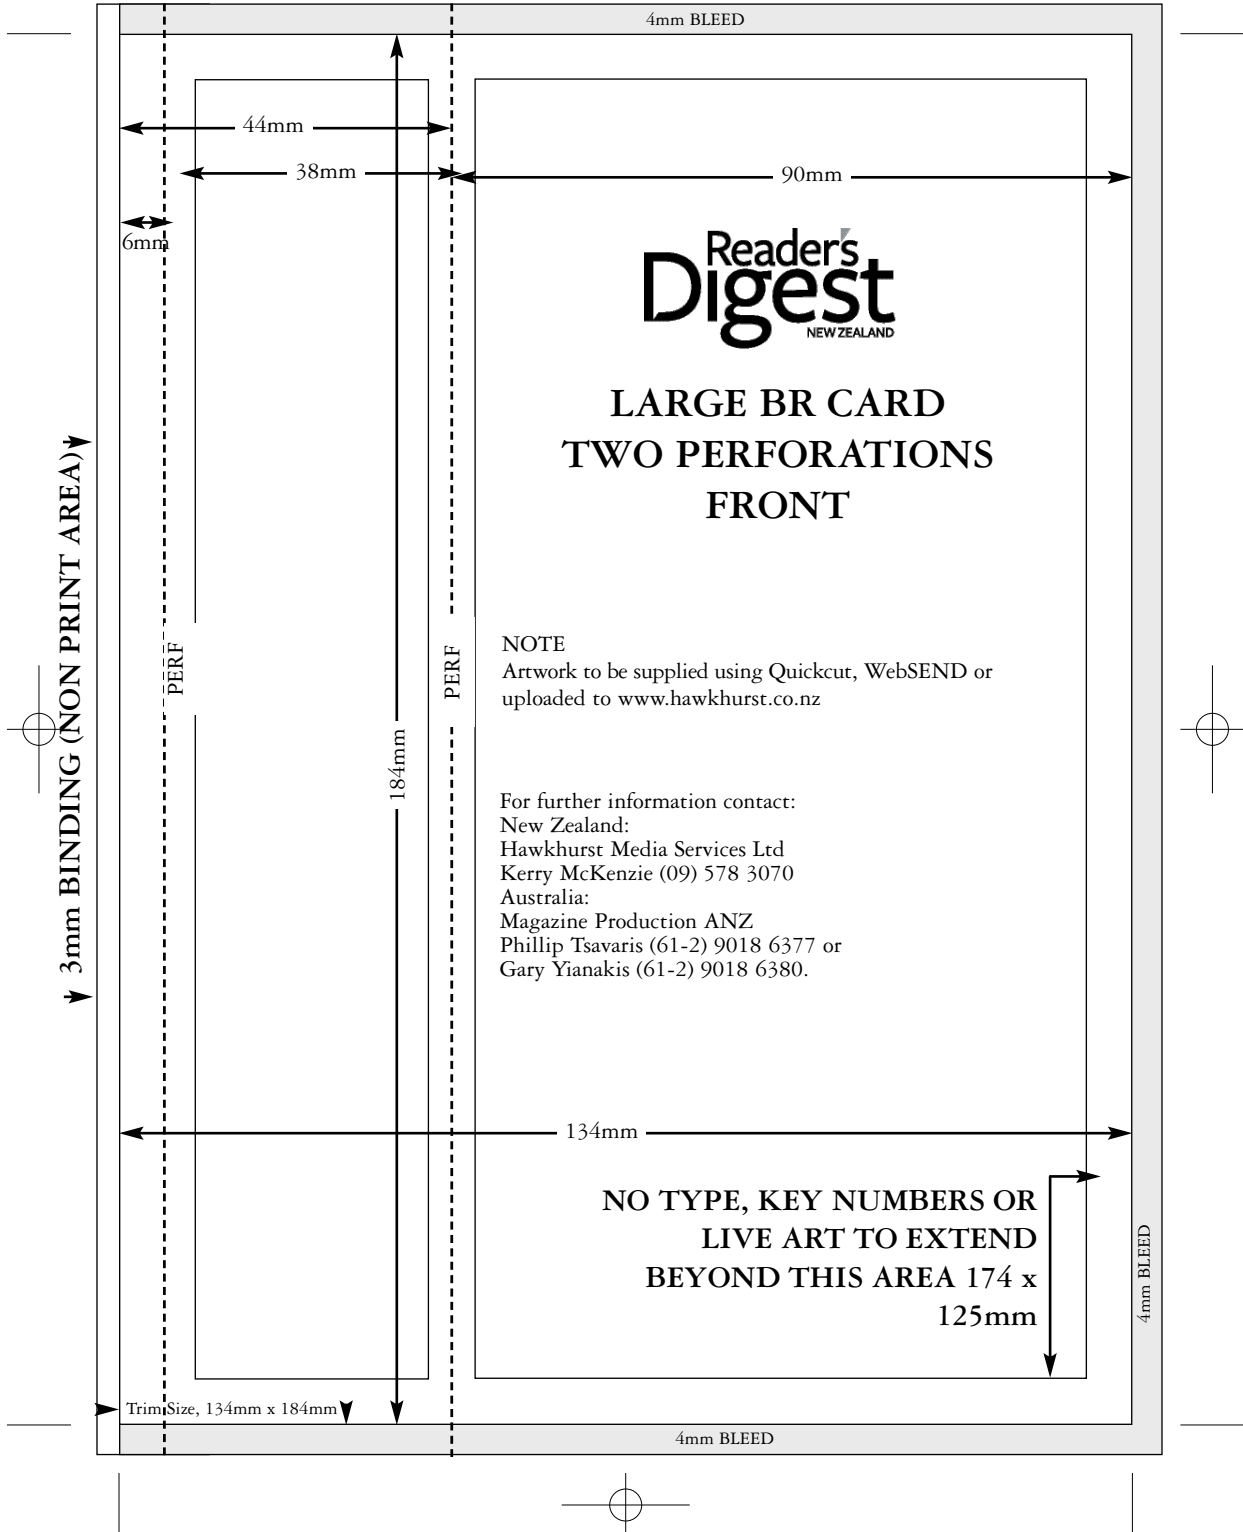 4mm BLEED
44mm
38mm
90mm
6mm
Reader's
Digest
NEW ZEALAND
LARGE BR CARD
TWO PERFORATIONS
FRONT
3mm BINDING (NON PRINT AREA)
PERF
PERF
184mm
NOTE
Artwork to be supplied using Quickcut, WebSEND or
uploaded to www.hawkhurst.co.nz
For further information contact:
New Zealand:
Hawkhurst Media Services Ltd
Kerry McKenzie (09) 578 3070
Australia:
Magazine Production ANZ
Phillip Tsavaris (61-2) 9018 6377 or
Gary Yianakis (61-2) 9018 6380.
134mm
NO TYPE, KEY NUMBERS OR
LIVE ART TO EXTEND
BEYOND THIS AREA 174 x
125mm
4mm BLEED
Trim Size, 134mm x 184mm
4mm BLEED